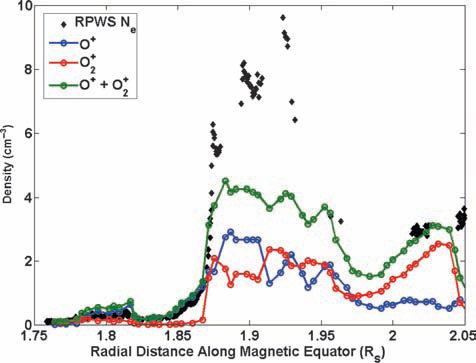 RPWS Ne
O+
O2+
O+ + O2+
Density (cm-3)
10
8
6
4
2
0
1.75 1.8 1.85 1.9 1.95 2 2.05
Radial Distance Along Magnetic Equator (RS)